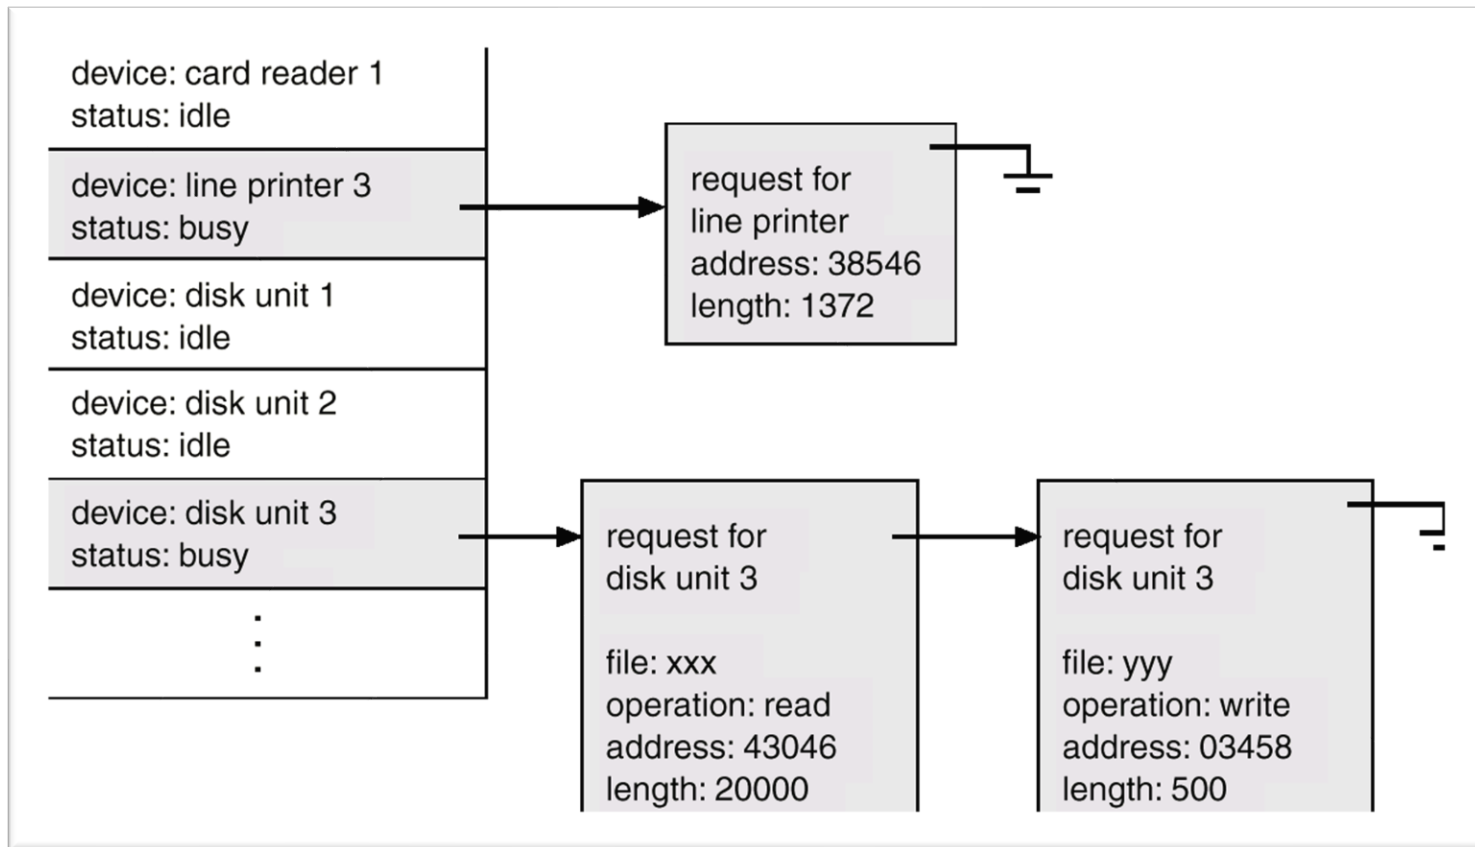 device: card reader 1
status: idle
device: line printer 3
status: busy
device: disk unit 1
status: idle
device: disk unit 2
status: idle
device: disk unit 3
status: busy
request for
line printer
address: 38546
length: 1372
request for
disk unit 3
file: xxx
operation: read
address: 43046
length: 20000
request for
disk unit 3
file: yyy
operation: write
address: 03458
length: 500